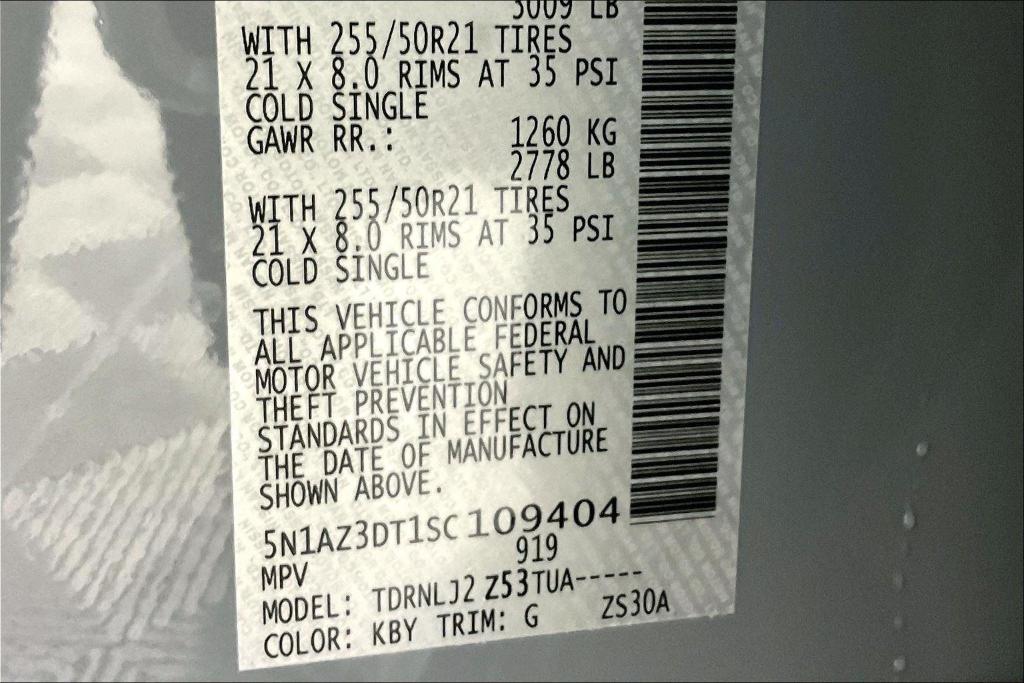 5009 LB
WITH 255/50R21 TIRES
21 X 8.0 RIMS AT 35 PSI
COLD SINGLE
GAWR RR.: 1260 KG
2778 LB
WITH 255/50R21 TIRES
21 X 8.0 RIMS AT 35 PSI
COLD SINGLE
THIS VEHICLE CONFORMS TO
ALL APPLICABLE FEDERAL
MOTOR VEHICLE SAFETY AND
THEFT PREVENTION
STANDARDS IN EFFECT ON
THE DATE OF MANUFACTURE
SHOWN ABOVE.
5N1AZ3DT1SC109404
MPV 919
MODEL: TDRNLJ2 Z53TUA-----
COLOR: KBY TRIM: G ZS30A